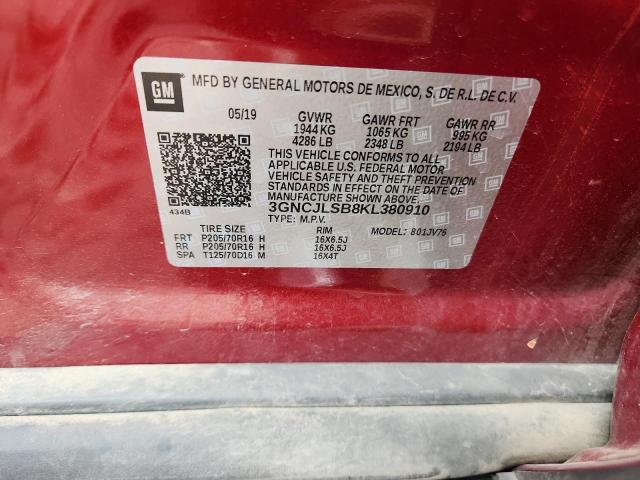 GM MFD BY GENERAL MOTORS DE MEXICO, S. DE R.L. DE C.V.
05/19 GVWR GAWR FRT GAWR RR
1944 KG 1065 KG 995 KG
4286 LB 2348 LB 2194 LB
THIS VEHICLE CONFORMS TO ALL
APPLICABLE U.S. FEDERAL MOTOR
VEHICLE SAFETY AND THEFT PREVENTION
STANDARDS IN EFFECT ON THE DATE OF
MANUFACTURE SHOWN ABOVE.
3GNCJLSB8KL380910
434B TYPE: M.P.V. MODEL: 801JV76
TIRE SIZE RIM
FRT P205/70R16 H 16X6.5J
RR P205/70R16 H 16X6.5J
SPA T125/70D16 M 16X4T